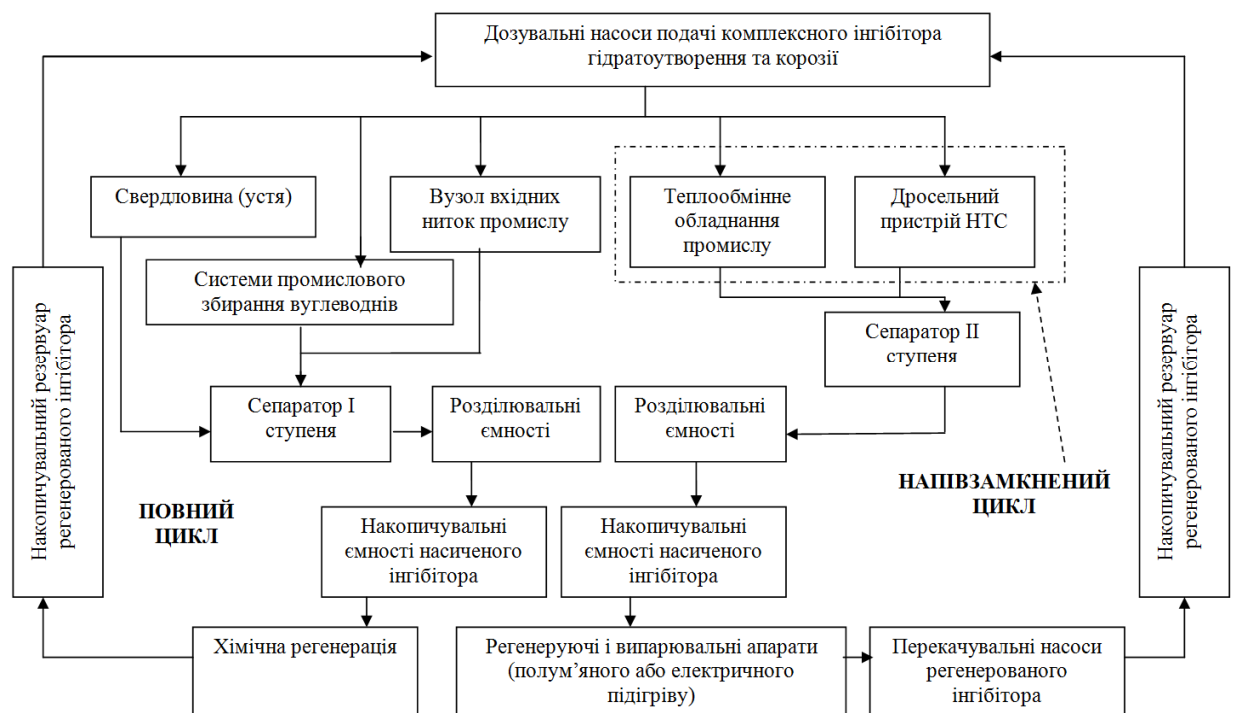 Дозувальні насоси подачі комплексного інгібітора
гідратоутворення та корозії
Свердловина (устя)
Вузол вхідних
ниток промислу
Теплообмінне
обладнання
промислу
Дросельний
пристрій НТС
Системи промислового
збирання вуглеводнів
Сепаратор ІІ
ступеня
Накопичувальний резервуар
регенерованого інгібітора
Накопичувальний резервуар
регенерованого інгібітора
Сепаратор І
ступеня
Розділювальні
ємності
Розділювальні
ємності
НАПІВЗАМКНЕНИЙ
ЦИКЛ
ПОВНИЙ
ЦИКЛ
Накопичувальні
ємності насиченого
інгібітора
Накопичувальні
ємності насиченого
інгібітора
Хімічна регенерація
Регенеруючі і випарювальні апарати
(полум’яного або електричного
підігріву)
Перекачувальні насоси
регенерованого
інгібітора